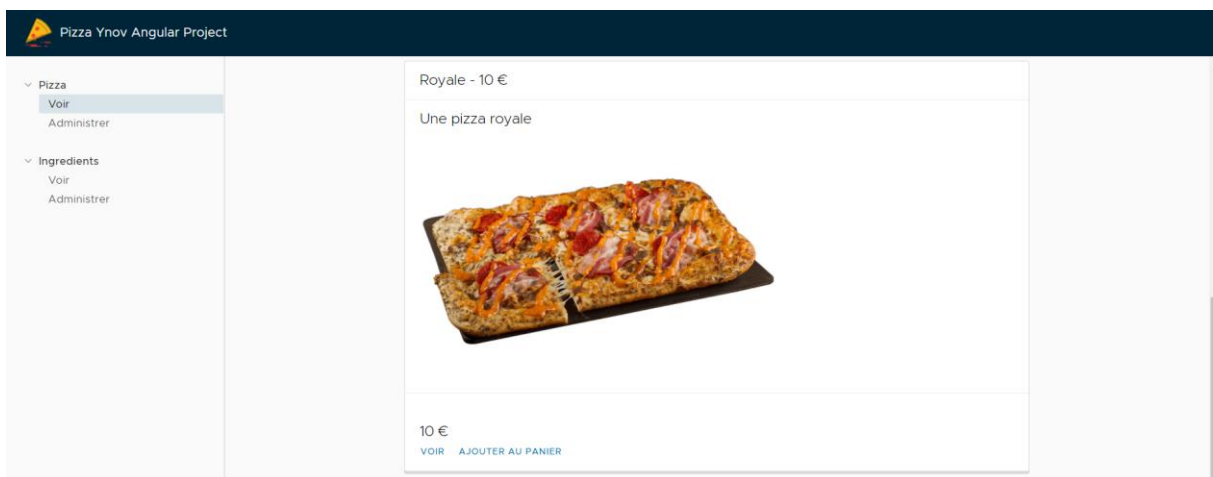 Pizza Ynov Angular Project
Pizza
Voir
Administrer
Ingredients
Voir
Administrer
Royale - 10 €
Une pizza royale
10 €
VOIR AJOUTER AU PANIER